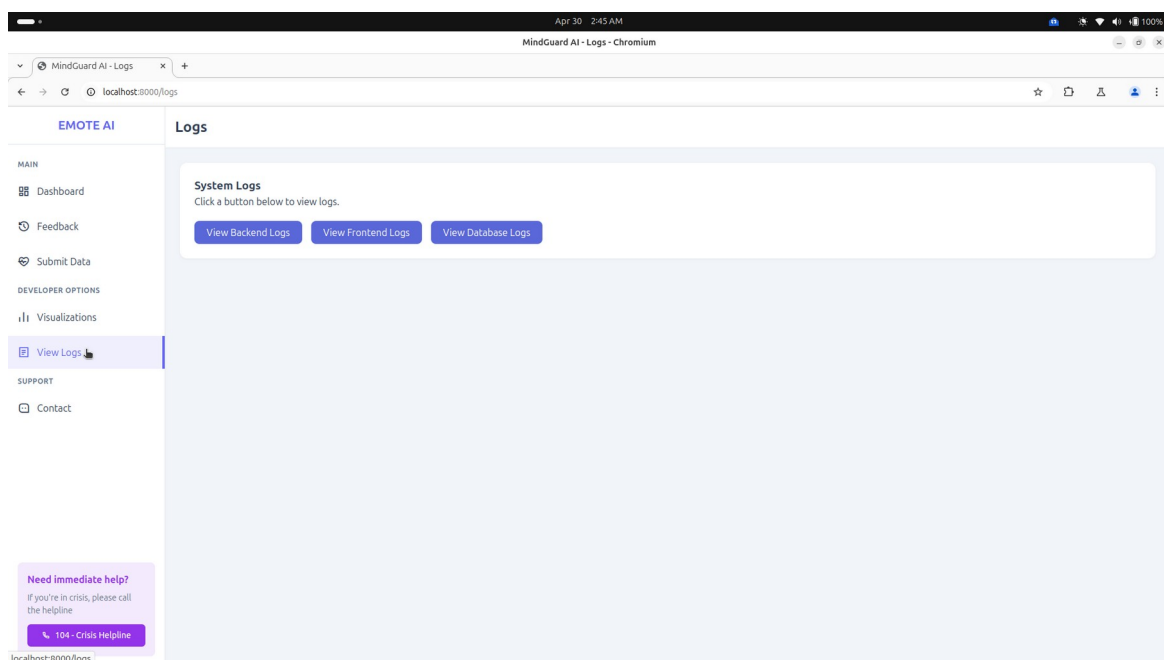 Apr 30 2:45 AM
100%
MindGuard AI - Logs - Chromium
MindGuard AI - Logs
localhost:8000/logs
EMOTE AI
Logs
MAIN
Dashboard
Feedback
Submit Data
DEVELOPER OPTIONS
Visualizations
View Logs
SUPPORT
Contact
System Logs
Click a button below to view logs.
View Backend Logs
View Frontend Logs
View Database Logs
Need immediate help?
If you're in crisis, please call
the helpline
104 - Crisis Helpline
localhost:8000/logs